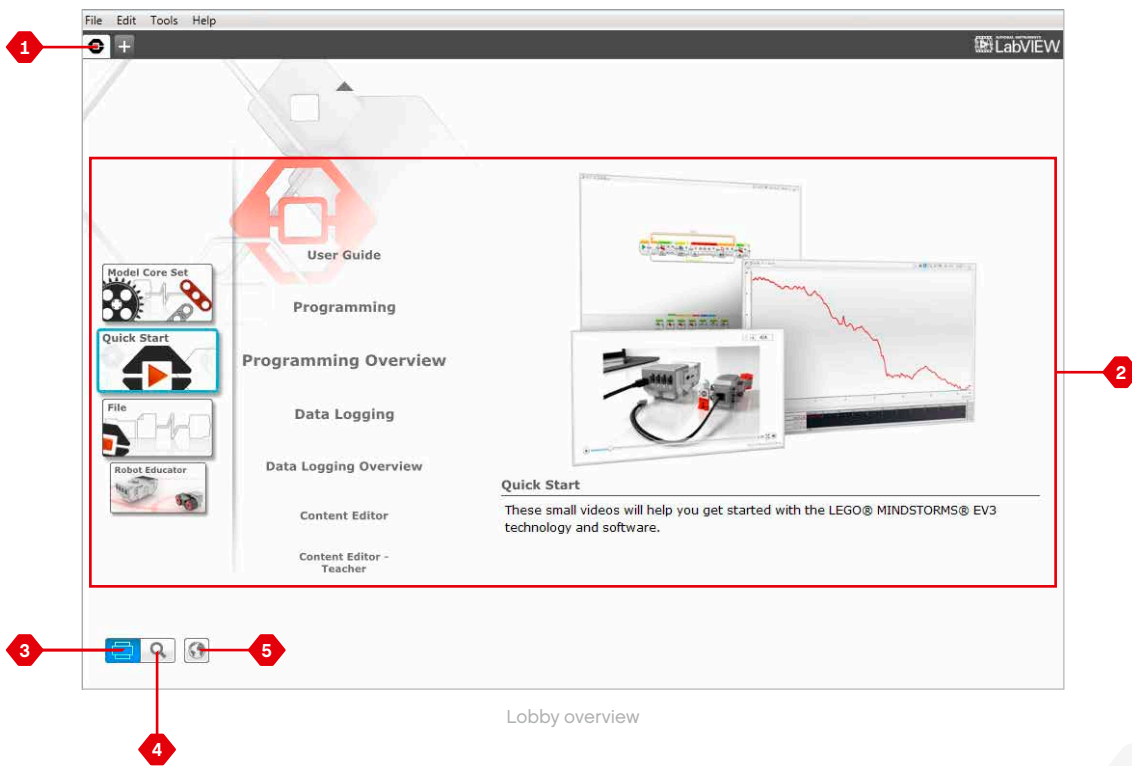 File Edit Tools Help
1
+
NATIONAL INSTRUMENTS
LabVIEW
User Guide
Model Core Set
Programming
Quick Start
Programming Overview
2
File
Data Logging
Robot Educator
Data Logging Overview
Quick Start
Content Editor
These small videos will help you get started with the LEGO® MINDSTORMS® EV3
technology and software.
Content Editor -
Teacher
3
5
Lobby overview
4